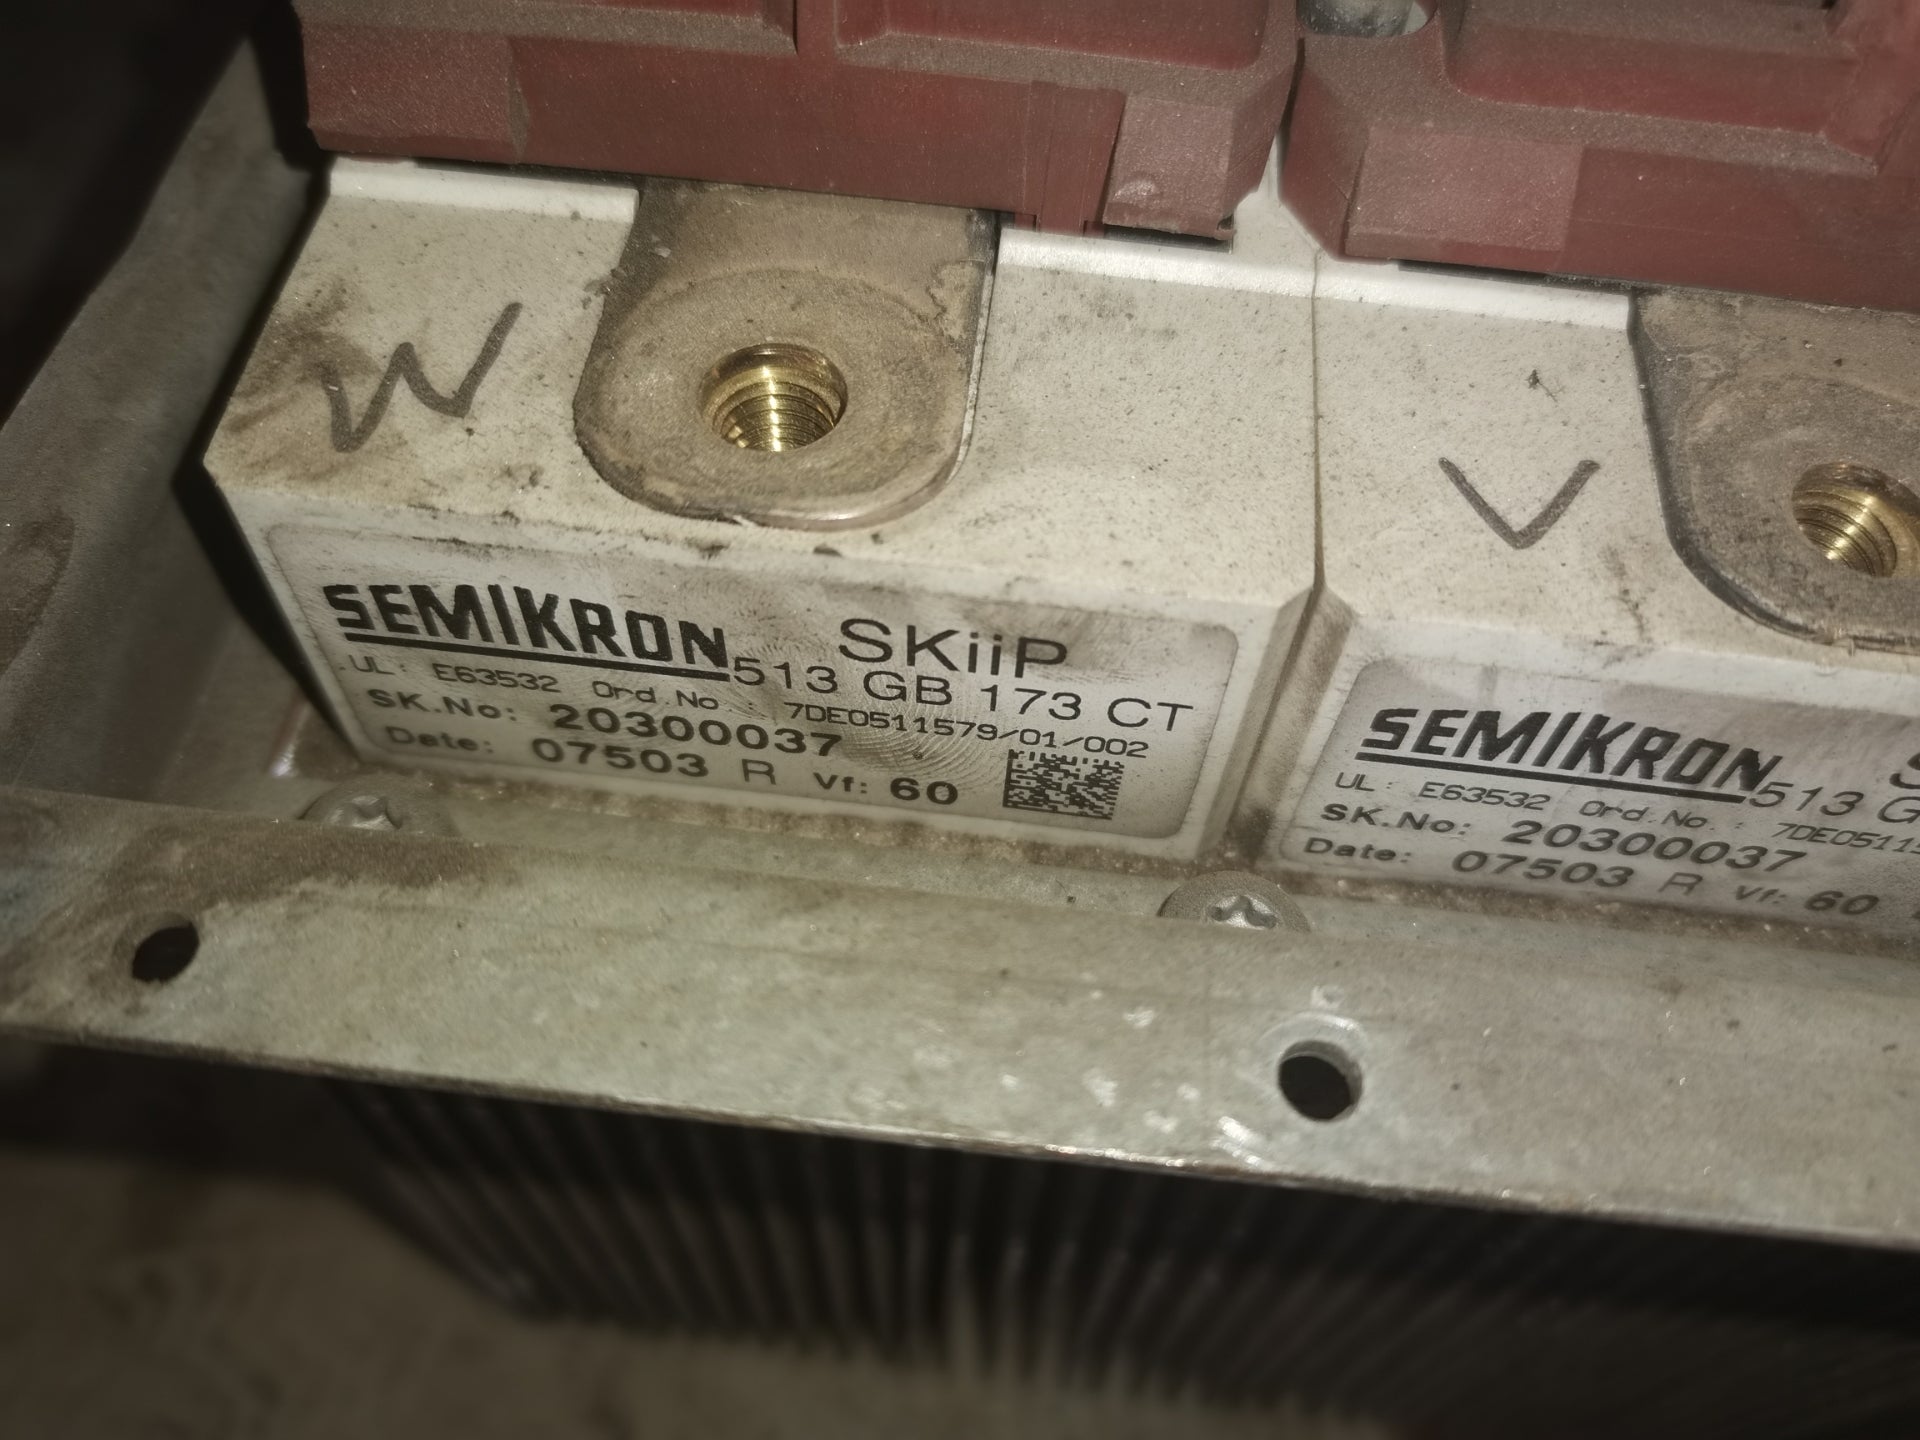 W
V
SEMIKRON SKiiP
513 GB 173 CT
UL: E63532 Ord.No.: 7DE0511579/01/002
SK.No: 20300037
Date: 07503 R Vf: 60
SEMIKRON
513
UL: E63532 Ord.No.:
SK.No: 20300037
Date: 07503 R Vf: 60